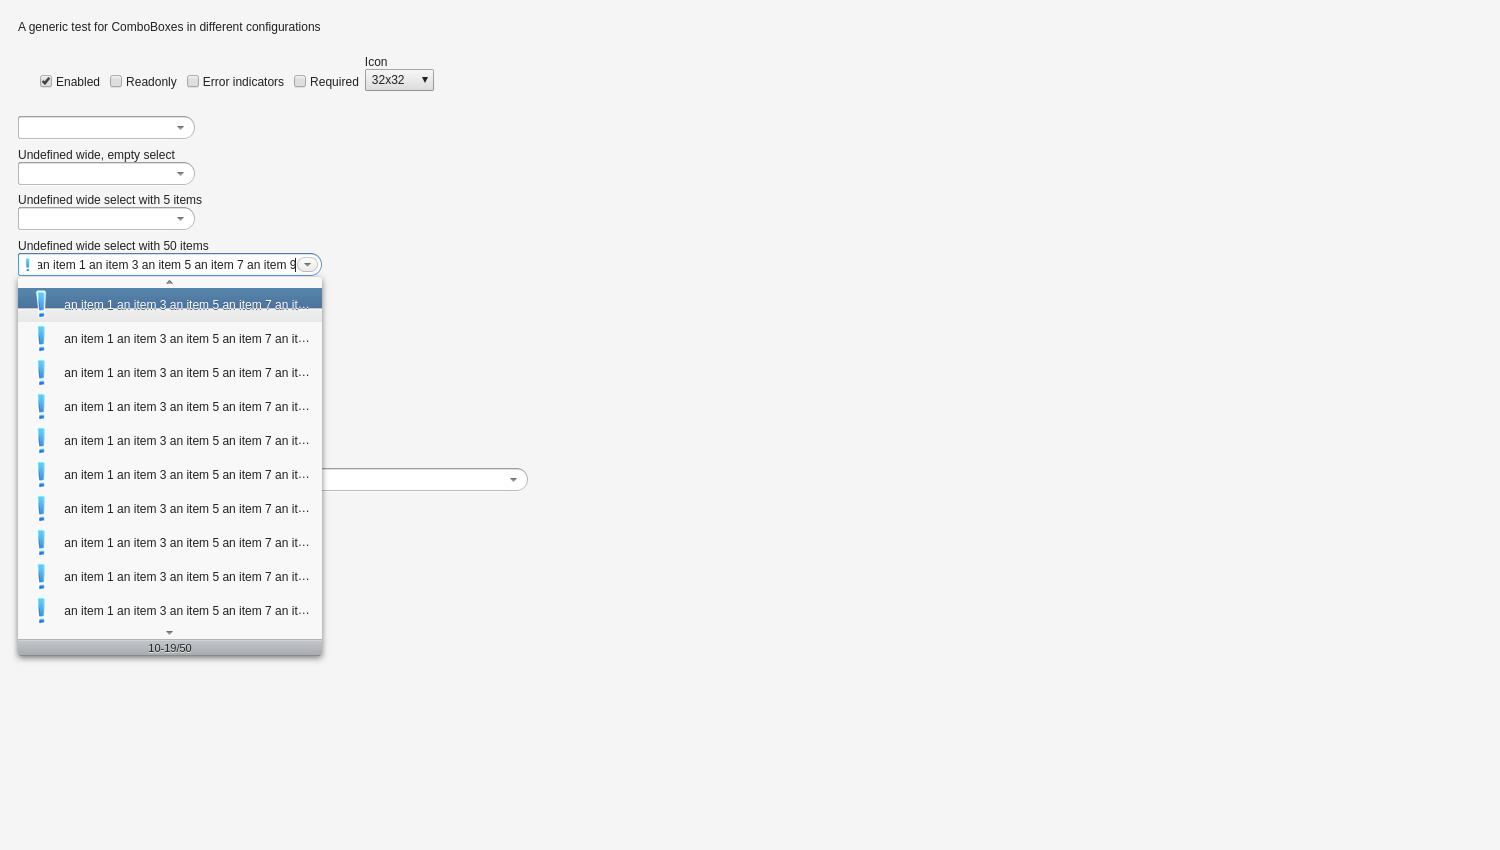 A generic test for ComboBoxes in different configurations
Icon
Enabled Readonly Error indicators Required 32x32
Undefined wide, empty select
Undefined wide select with 5 items
Undefined wide select with 50 items
an item 1 an item 3 an item 5 an item 7 an item 9
an item 1 an item 3 an item 5 an item 7 an it...
an item 1 an item 3 an item 5 an item 7 an it...
an item 1 an item 3 an item 5 an item 7 an it...
an item 1 an item 3 an item 5 an item 7 an it...
an item 1 an item 3 an item 5 an item 7 an it...
an item 1 an item 3 an item 5 an item 7 an it...
an item 1 an item 3 an item 5 an item 7 an it...
an item 1 an item 3 an item 5 an item 7 an it...
an item 1 an item 3 an item 5 an item 7 an it...
an item 1 an item 3 an item 5 an item 7 an it...
10-19/50